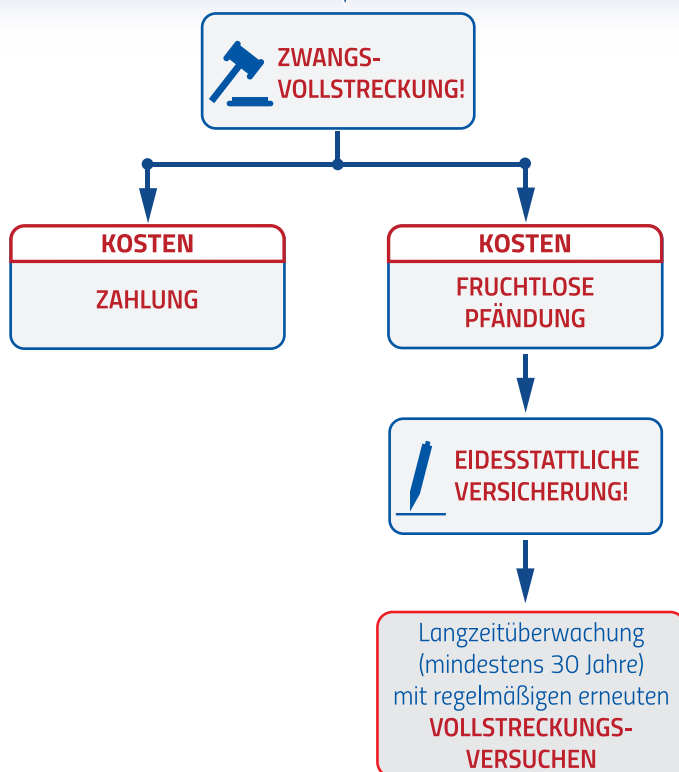 ZWANGS-
VOLLSTRECKUNG!
KOSTEN
ZAHLUNG
KOSTEN
FRUCHTLOSE
PFÄNDUNG
EIDESSTATTLICHE
VERSICHERUNG!
Langzeitüberwachung
(mindestens 30 Jahre)
mit regelmäßigen erneuten
VOLLSTRECKUNGS-
VERSUCHEN